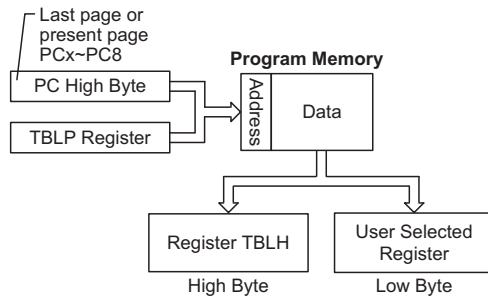 Last page or
present page
PCx~PC8
Program Memory
PC High Byte
TBLP Register
Address
Data
Register TBLH
User Selected
Register
High Byte
Low Byte